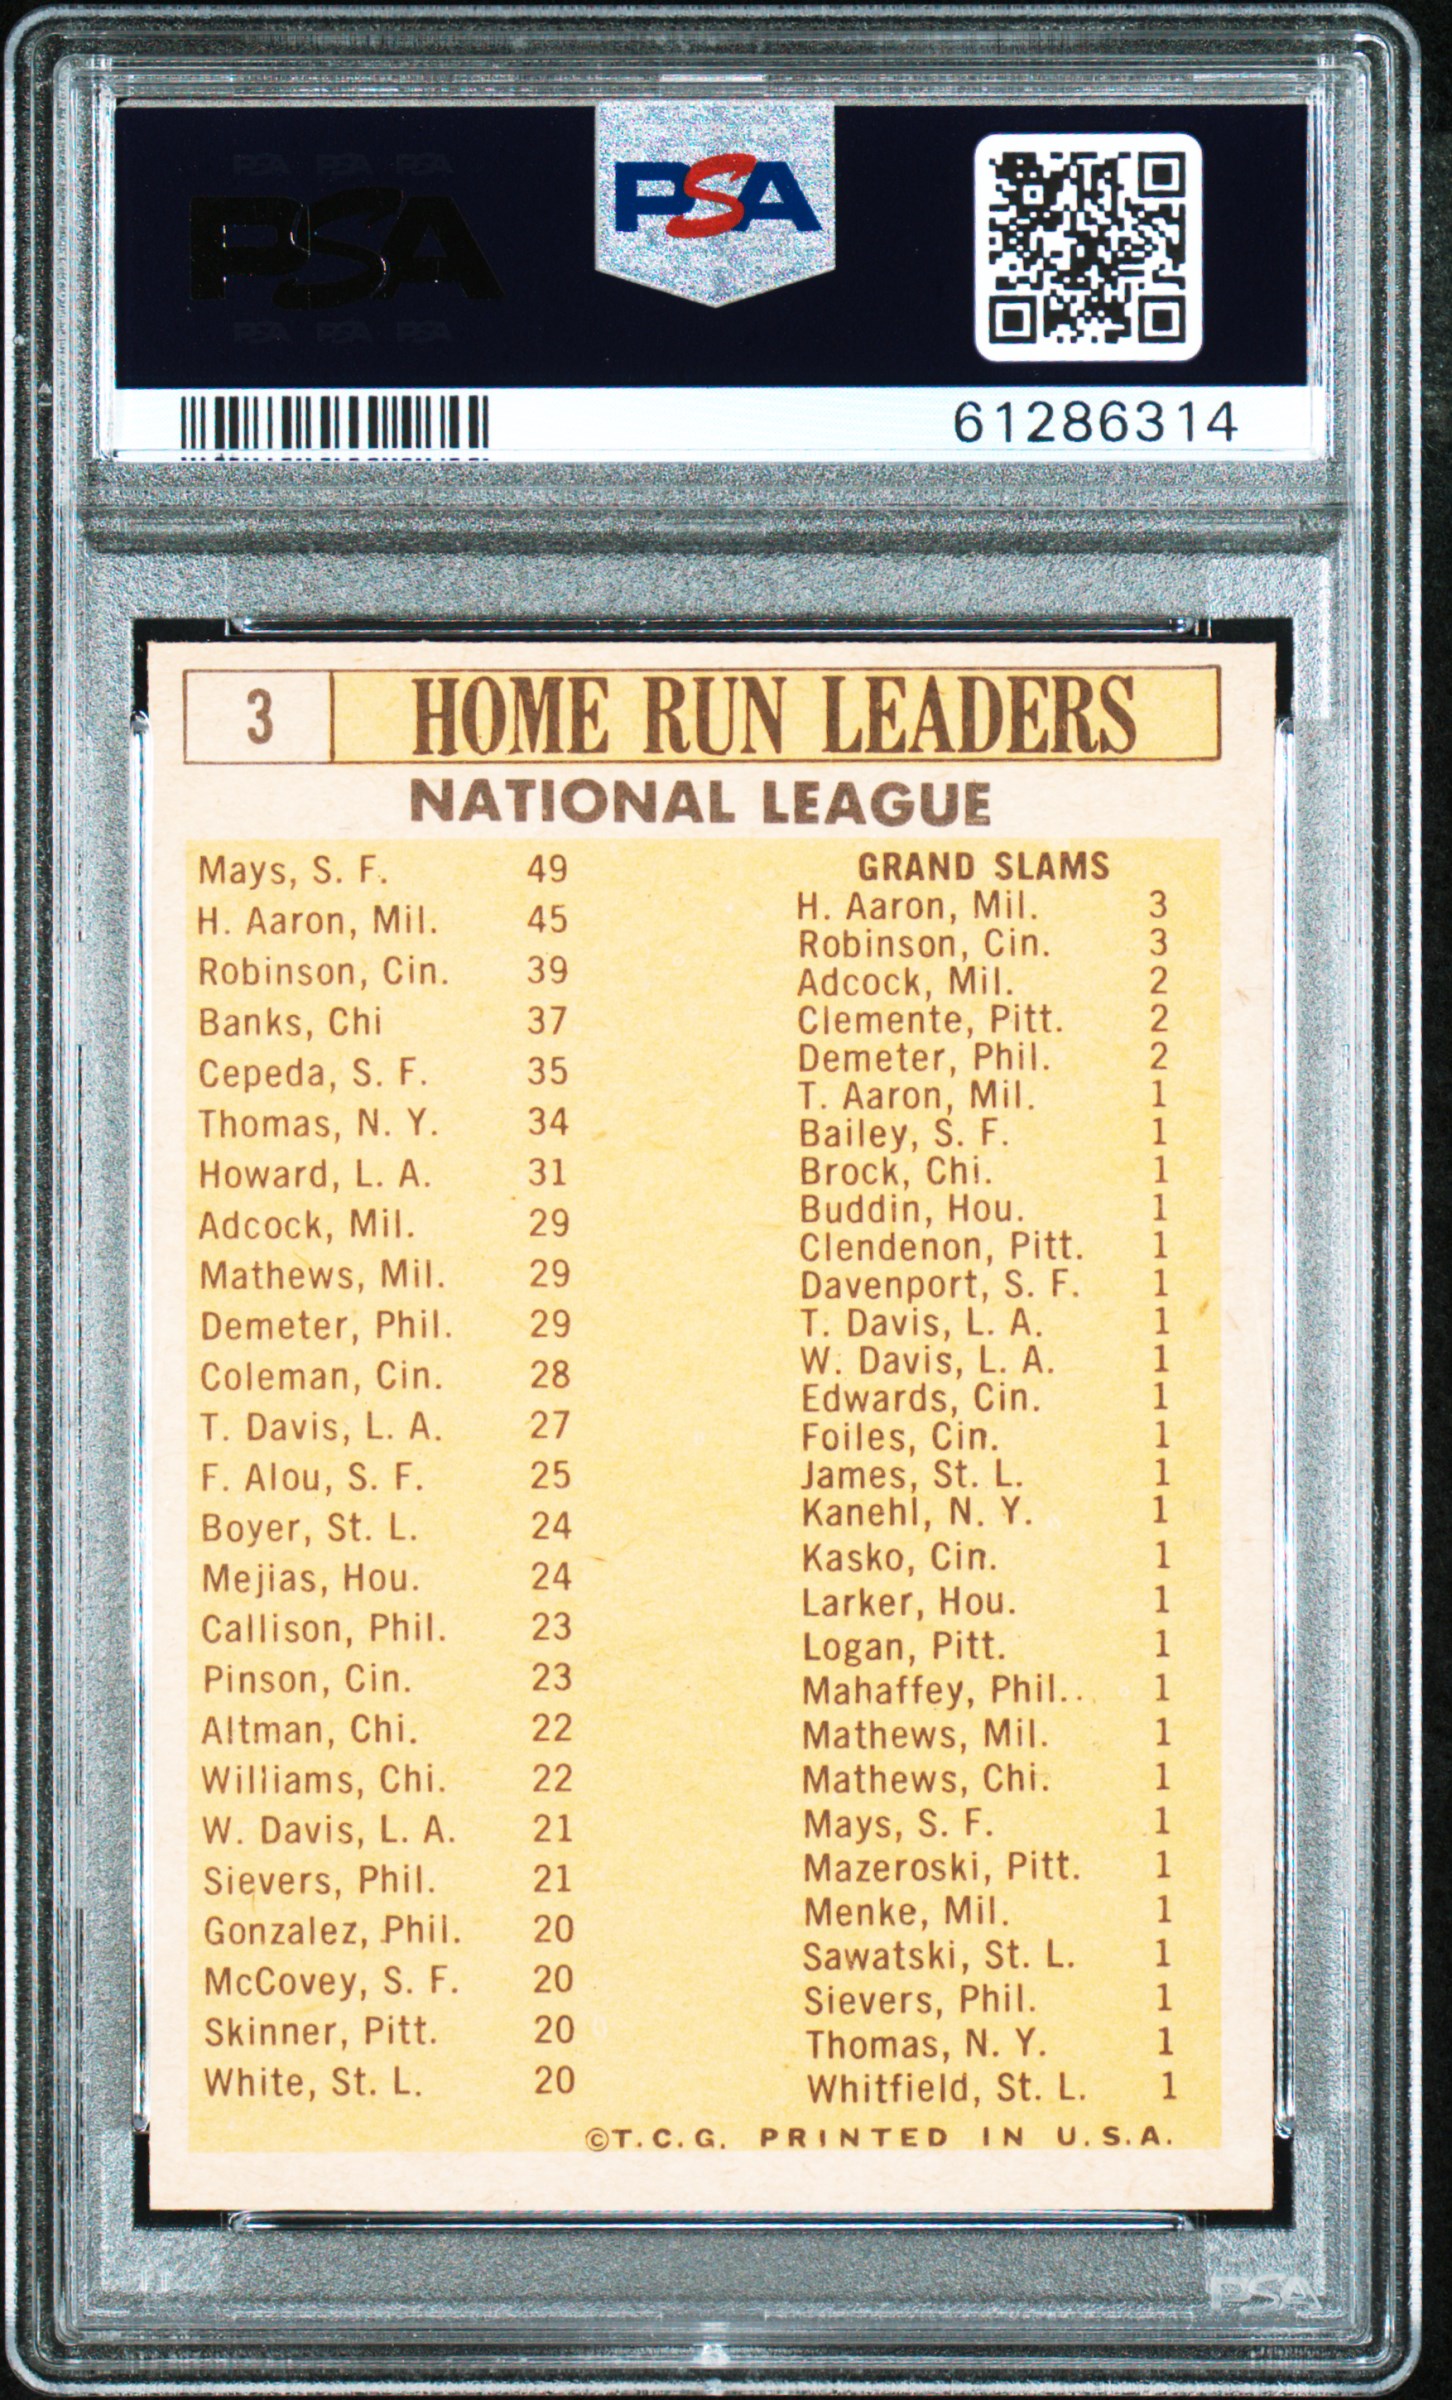 PSA PSA PSA
PSA
PSA PSA PSA
PSA
61286314
3 HOME RUN LEADERS
NATIONAL LEAGUE
Mays, S. F. 49
H. Aaron, Mil. 45
Robinson, Cin. 39
Banks, Chi 37
Cepeda, S. F. 35
Thomas, N. Y. 34
Howard, L. A. 31
Adcock, Mil. 29
Mathews, Mil. 29
Demeter, Phil. 29
Coleman, Cin. 28
T. Davis, L. A. 27
F. Alou, S. F. 25
Boyer, St. L. 24
Mejias, Hou. 24
Callison, Phil. 23
Pinson, Cin. 23
Altman, Chi. 22
Williams, Chi. 22
W. Davis, L. A. 21
Sievers, Phil. 21
Gonzalez, Phil. 20
McCovey, S. F. 20
Skinner, Pitt. 20
White, St. L. 20
GRAND SLAMS
H. Aaron, Mil. 3
Robinson, Cin. 3
Adcock, Mil. 2
Clemente, Pitt. 2
Demeter, Phil. 2
T. Aaron, Mil. 1
Bailey, S. F. 1
Brock, Chi. 1
Buddin, Hou. 1
Clendenon, Pitt. 1
Davenport, S. F. 1
T. Davis, L. A. 1
W. Davis, L. A. 1
Edwards, Cin. 1
Foiles, Cin. 1
James, St. L. 1
Kanehl, N. Y. 1
Kasko, Cin. 1
Larker, Hou. 1
Logan, Pitt. 1
Mahaffey, Phil.. 1
Mathews, Mil. 1
Mathews, Chi. 1
Mays, S. F. 1
Mazeroski, Pitt. 1
Menke, Mil. 1
Sawatski, St. L. 1
Sievers, Phil. 1
Thomas, N. Y. 1
Whitfield, St. L. 1
©T.C.G. PRINTED IN U.S.A.
PSA